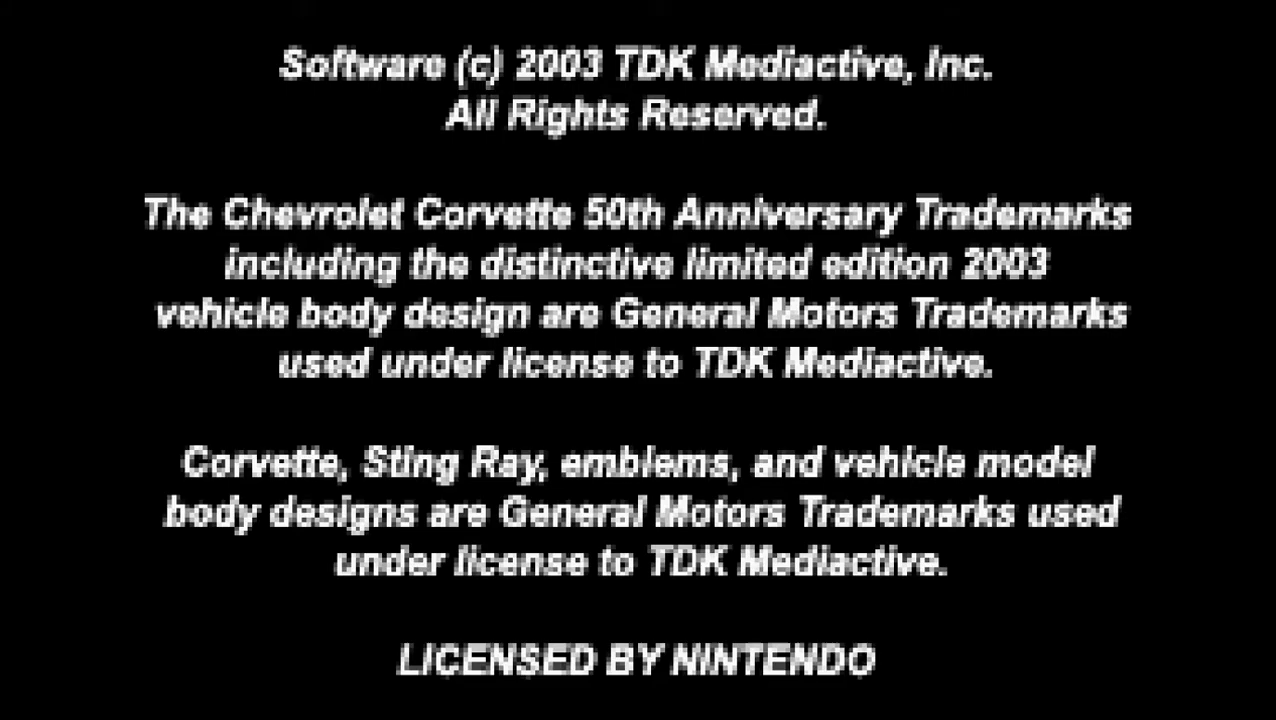 Software (c) 2003 TDK Mediactive, Inc.
All Rights Reserved.
The Chevrolet Corvette 50th Anniversary Trademarks
including the distinctive limited edition 2003
vehicle body design are General Motors Trademarks
used under license to TDK Mediactive.
Corvette, Sting Ray, emblems, and vehicle model
body designs are General Motors Trademarks used
under license to TDK Mediactive.
LICENSED BY NINTENDO